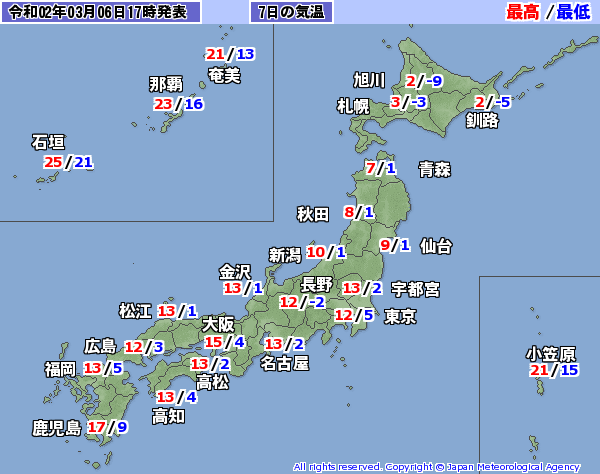 令和02年03月06日17時発表 7日の気温 最高/最低
21/13
奄美
那覇
23/16
石垣
25/21
旭川 2/-9
札幌 3/-3
2/-5
釧路
7/1
青森
秋田 8/1
9/1 仙台
新潟 10/1
金沢
13/1
長野
12/-2
13/2 宇都宮
12/5 東京
松江 13/1
大阪
15/4
広島 12/3
13/2
名古屋
福岡 13/5
13/2
高松
13/4
高知
鹿児島 17/9
小笠原
21/15
All rights reserved. Copyright © Japan Meteorological Agency